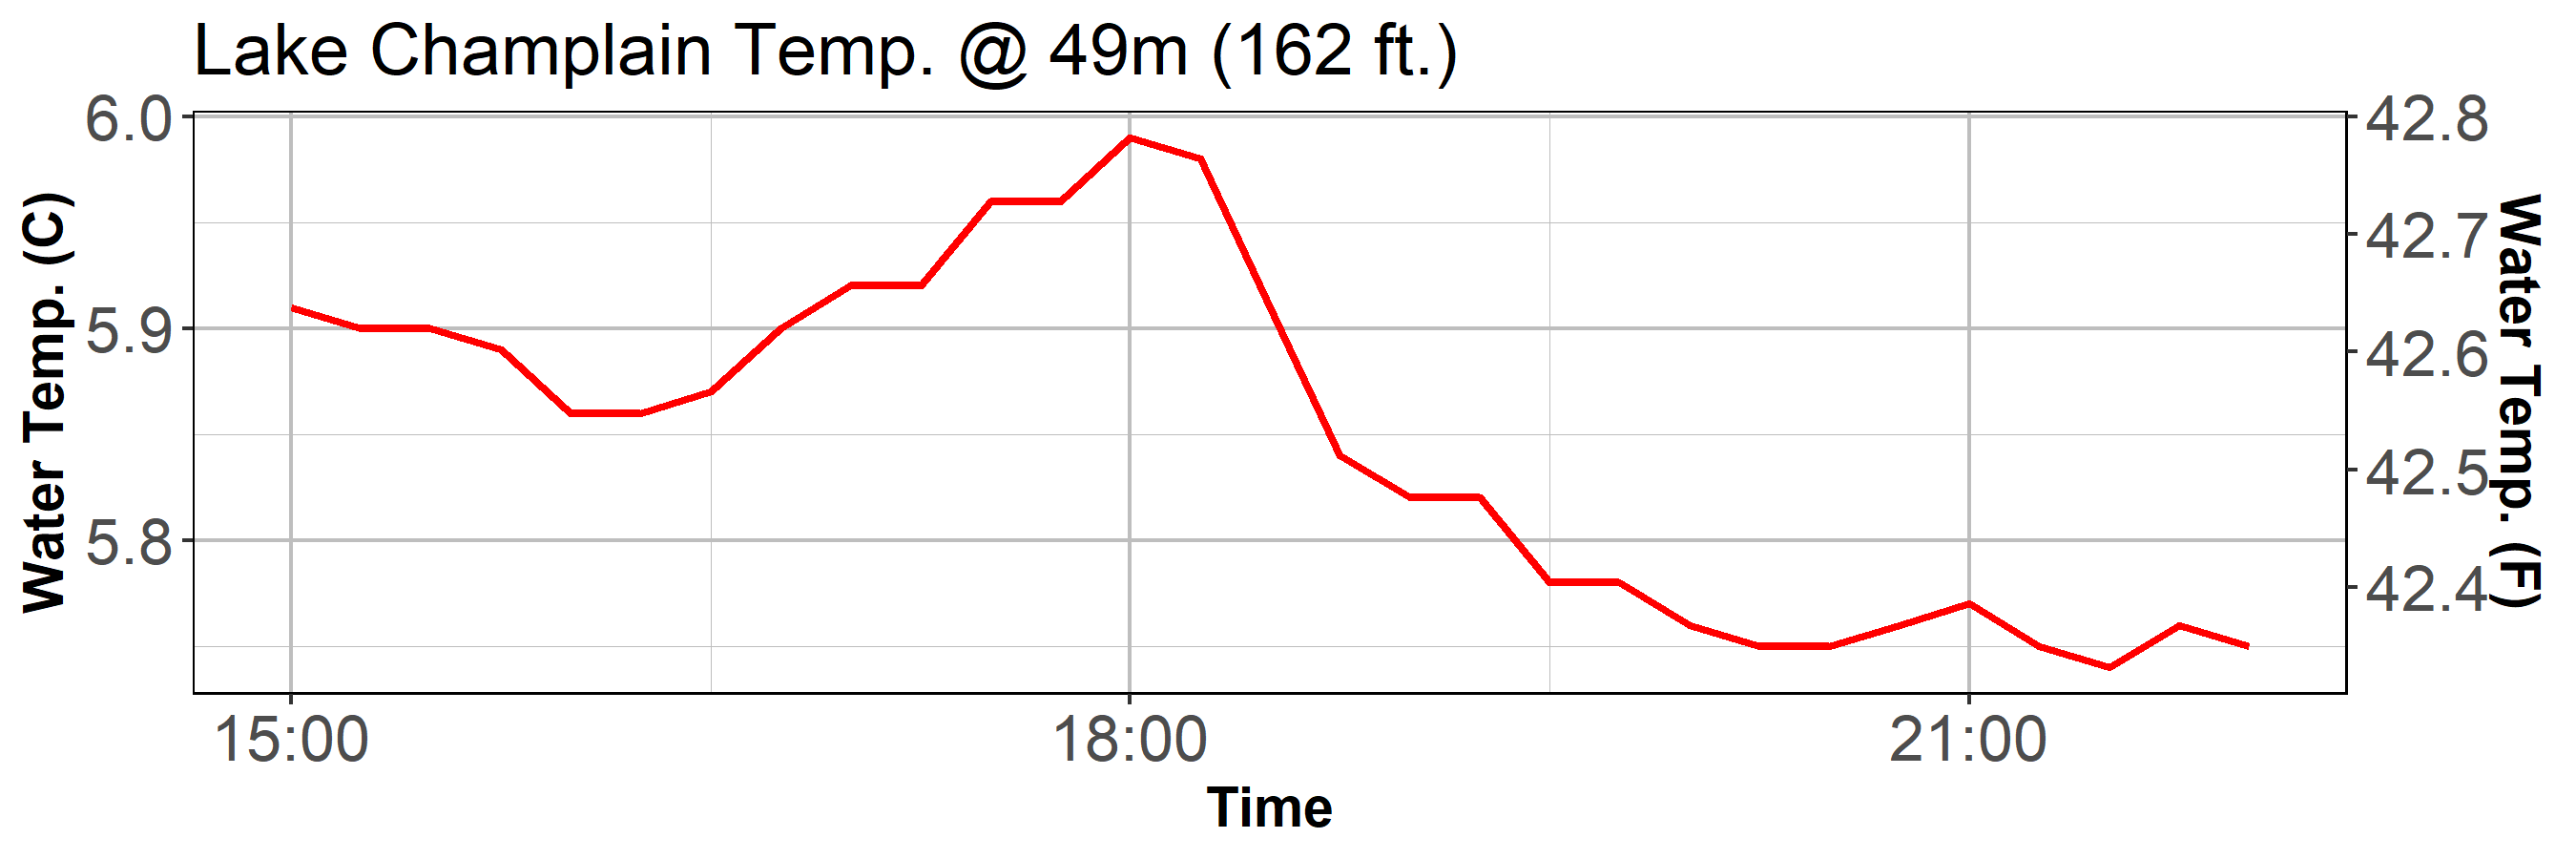 Lake Champlain Temp. @ 49m (162 ft.)
Water Temp. (C)
6.0
5.9
5.8
42.8
42.7
42.6
42.5
42.4
Water Temp. (F)
15:00
18:00
21:00
Time